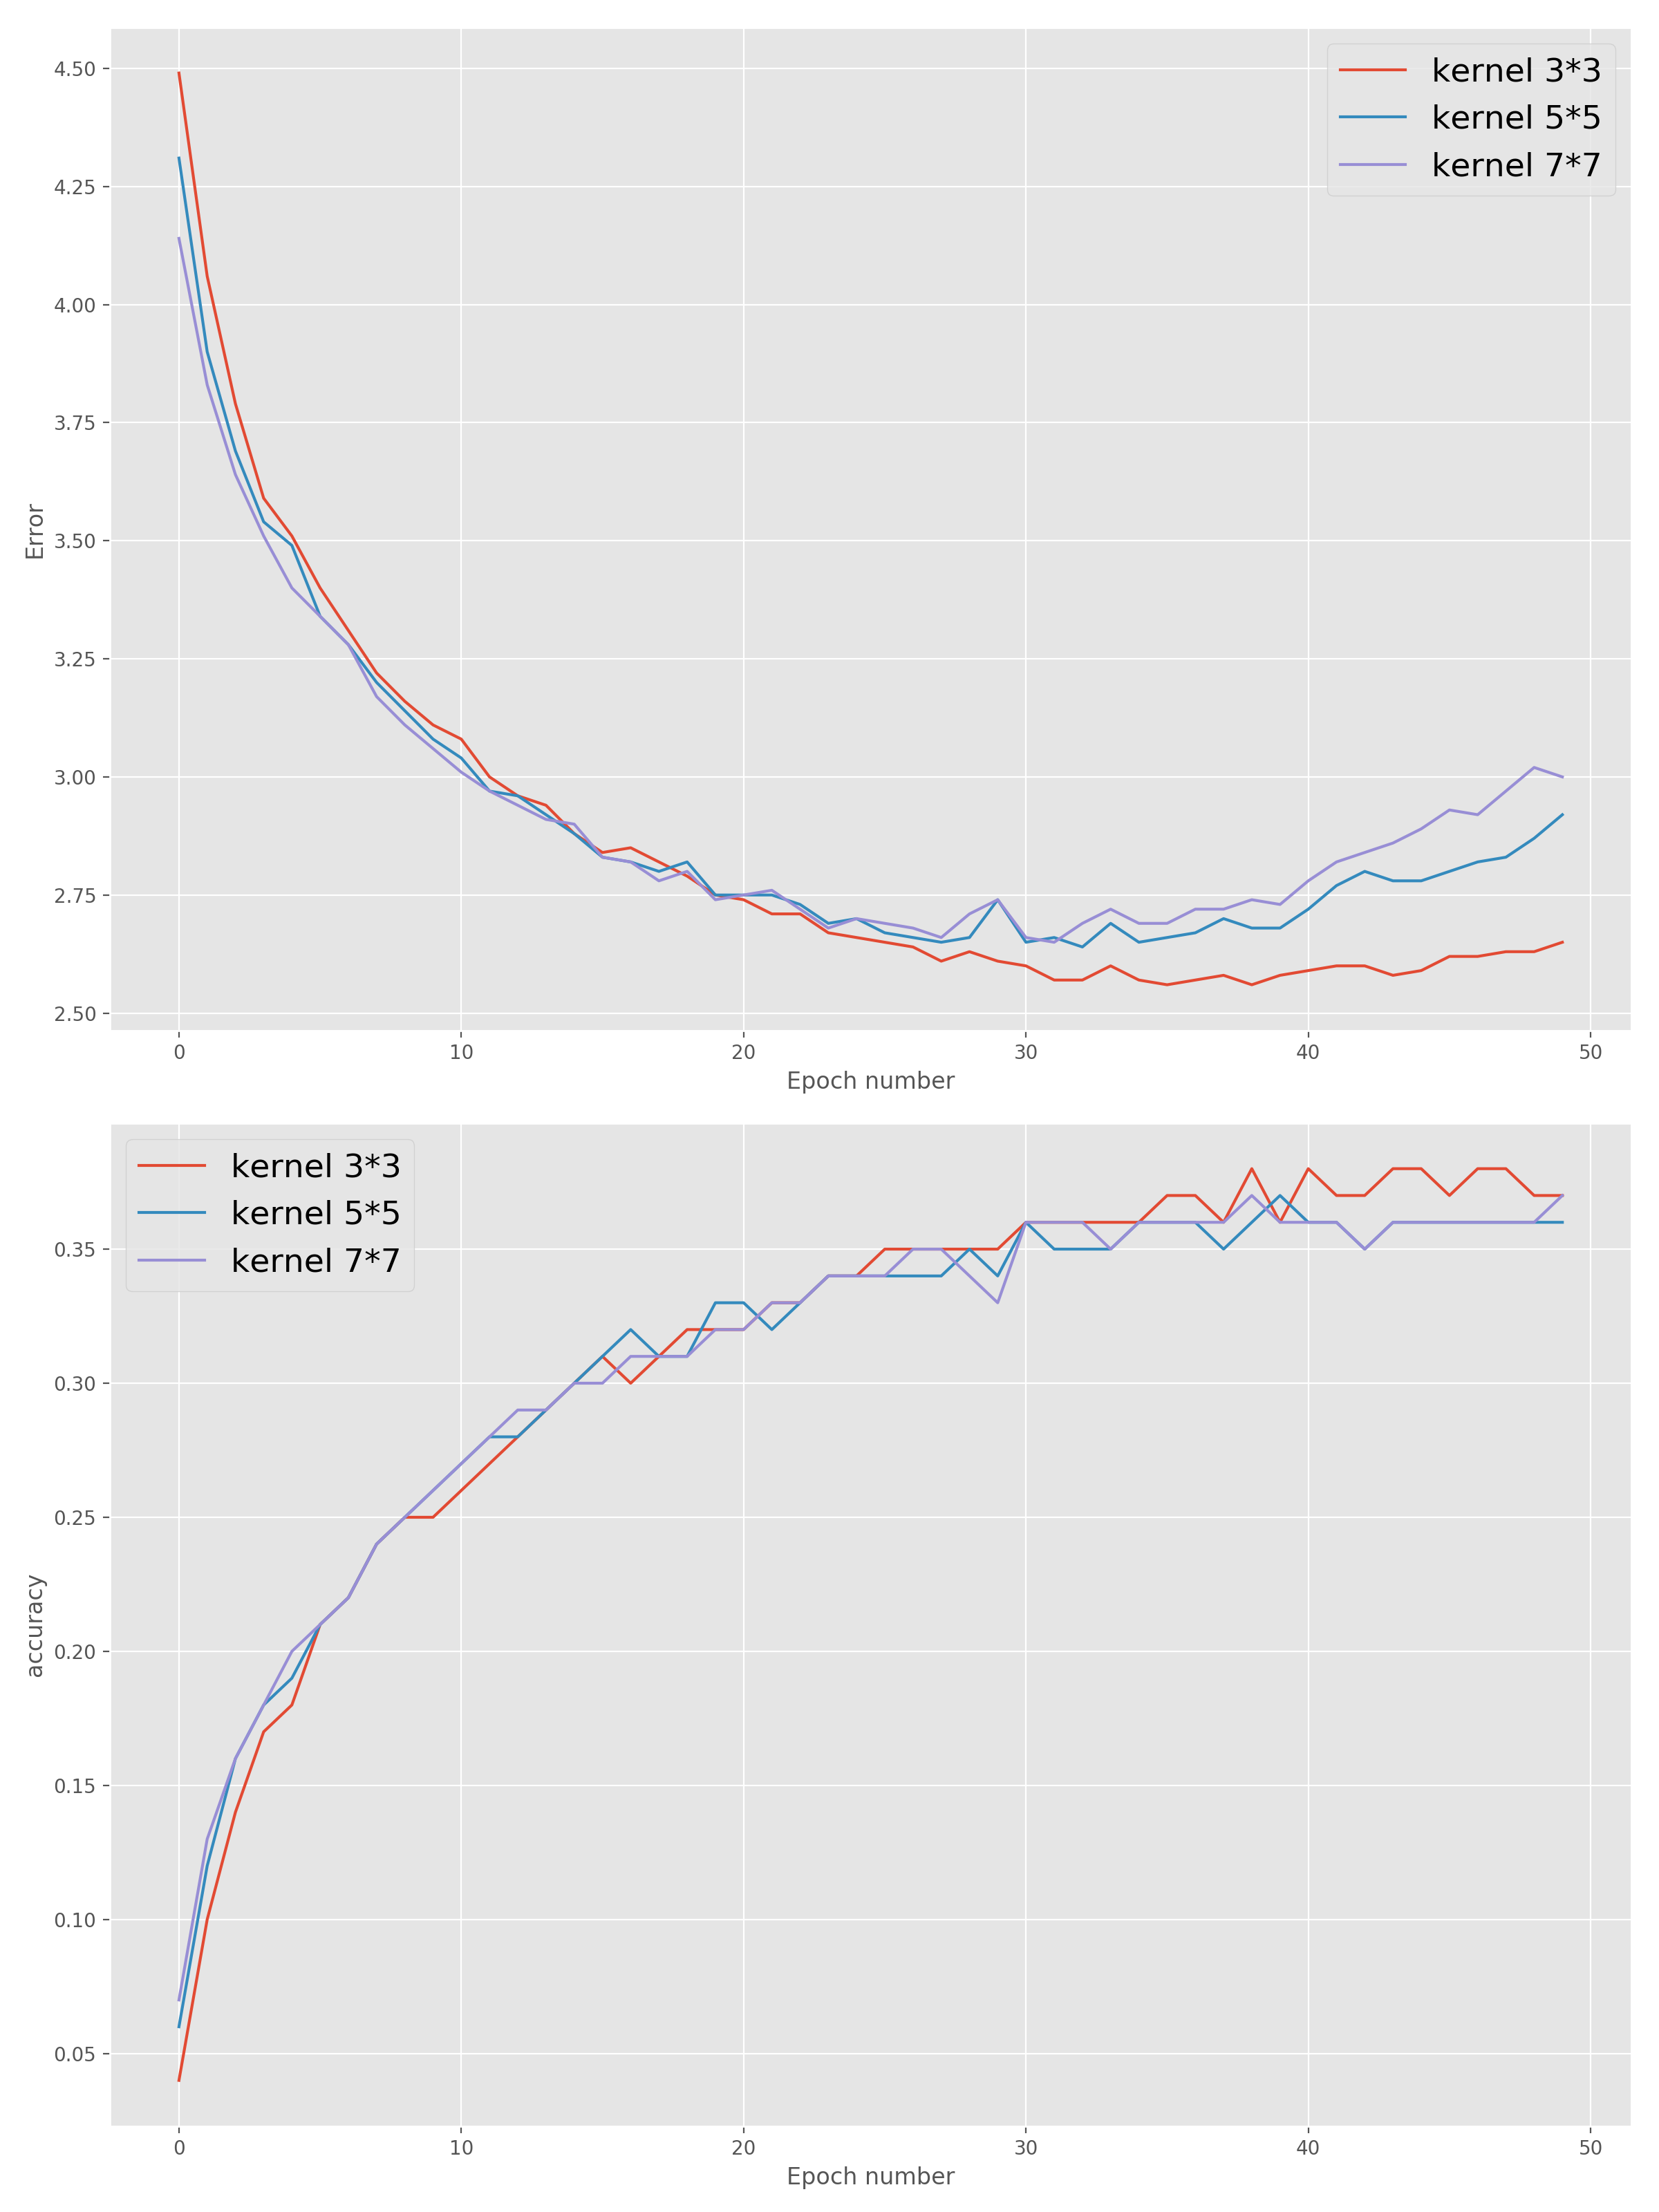 4.50
4.25
4.00
3.75
3.50
3.25
3.00
2.75
2.50
Error
kernel 3*3
kernel 5*5
kernel 7*7
0 10 20 30 40 50
Epoch number
kernel 3*3
kernel 5*5
kernel 7*7
0.35
0.30
0.25
0.20
0.15
0.10
0.05
accuracy
0 10 20 30 40 50
Epoch number